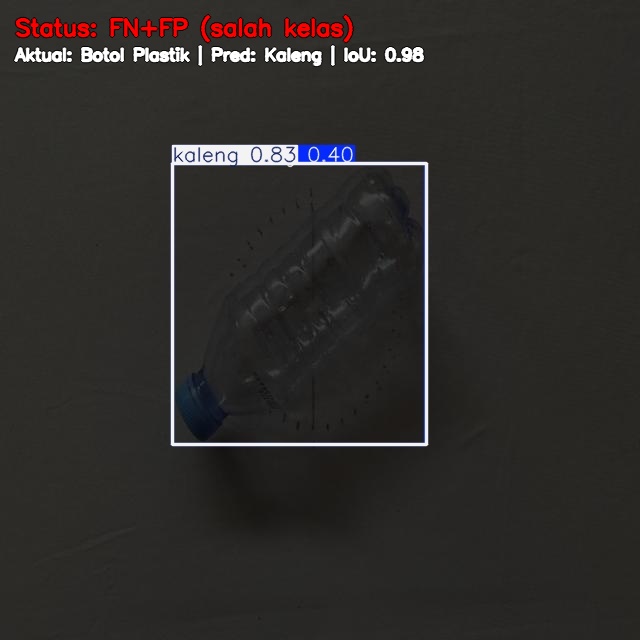 Status: FN+FP (salah kelas)
Aktual: Botol Plastik | Pred: Kaleng | IoU: 0.98
kaleng 0.83 0.40